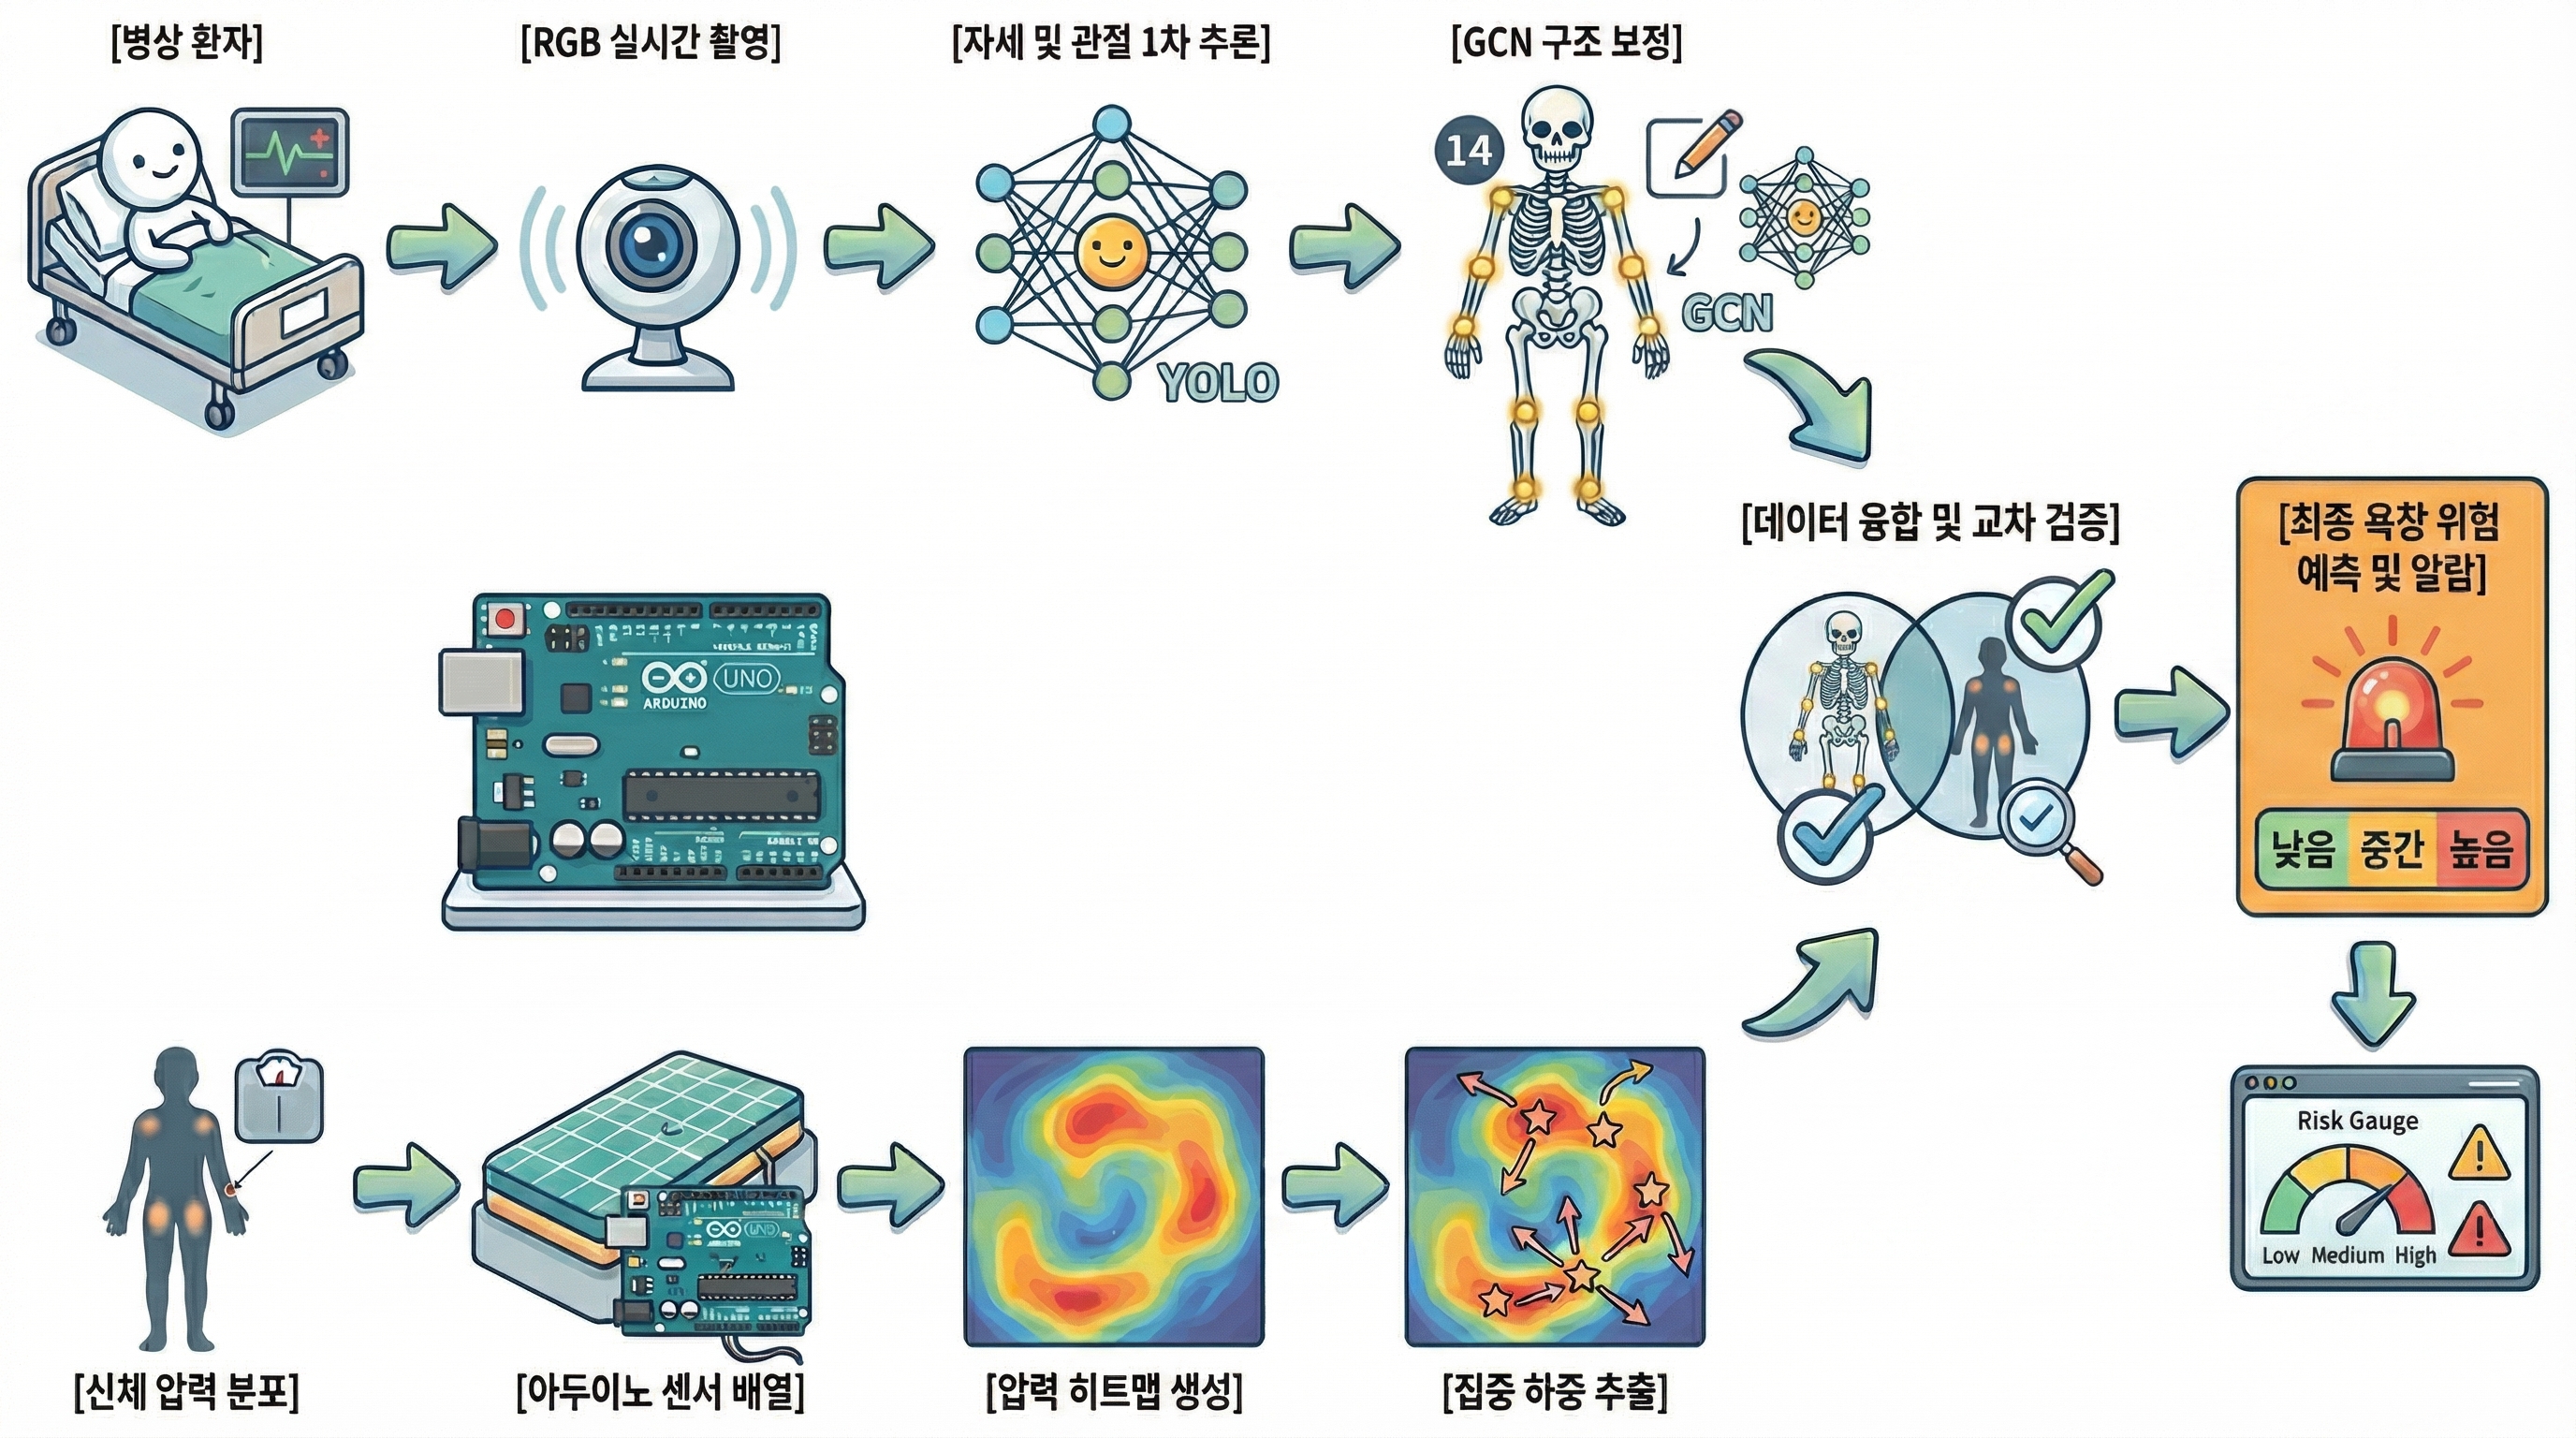 [병상 환자]
[RGB 실시간 촬영]
[자세 및 관절 1차 추론]
[GCN 구조 보정]
14
YOLO
GCN
[데이터 융합 및 교차 검증]
[최종 욕창 위험
예측 및 알람]
낮음 중간 높음
UNO
ARDUINO
Risk Gauge
Low Medium High
[신체 압력 분포]
[아두이노 센서 배열]
[압력 히트맵 생성]
[집중 하중 추출]